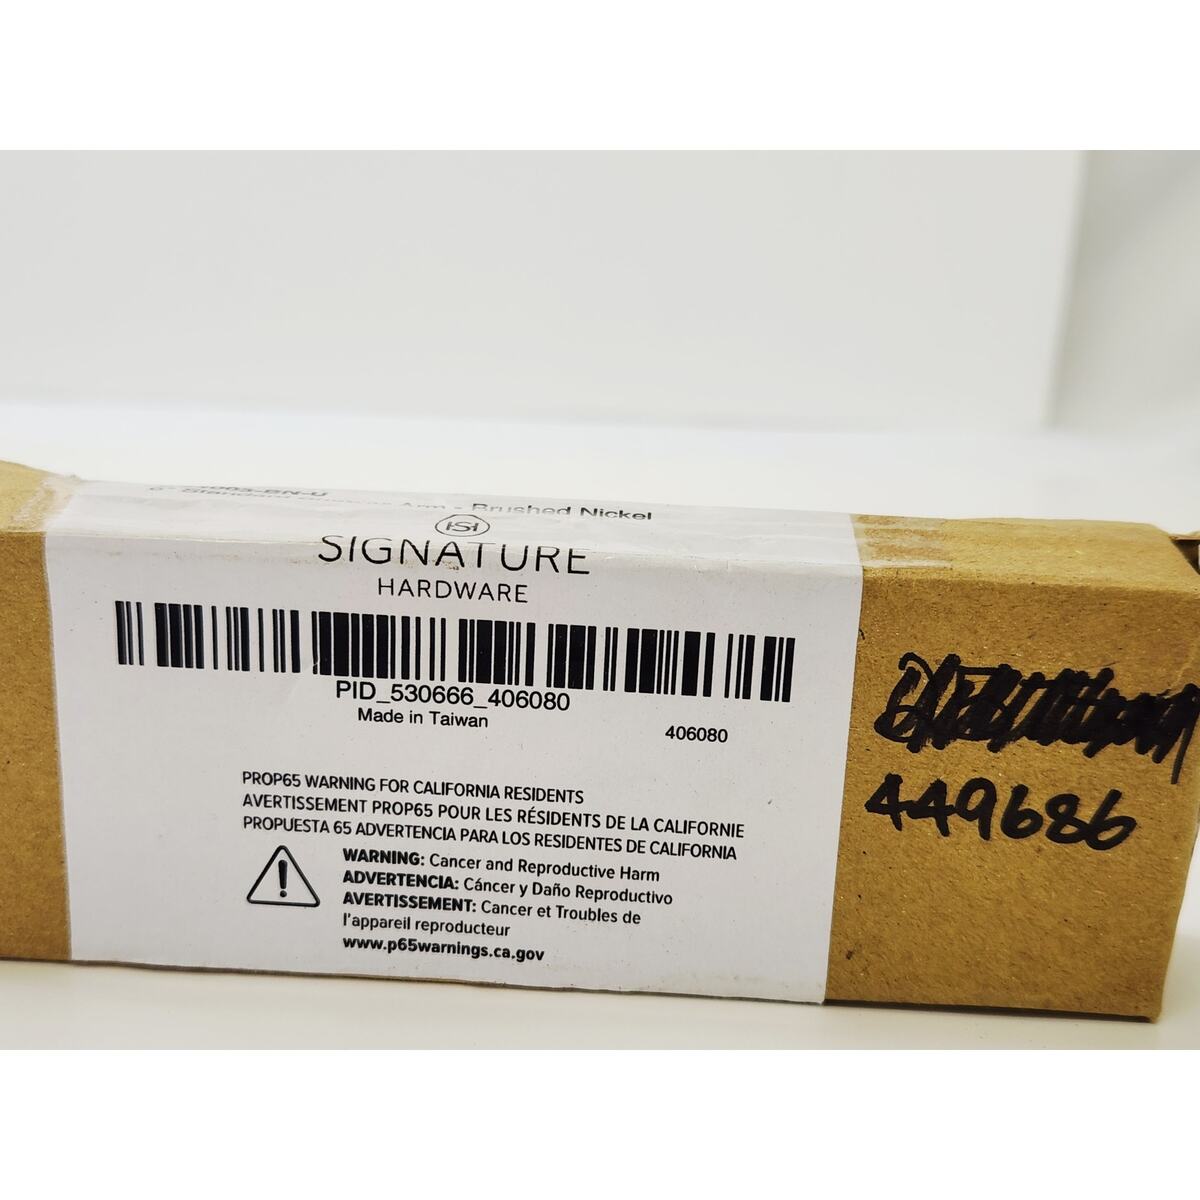 Standard Arm - Brushed Nickel
SIGNATURE
HARDWARE
PID_530666_406080
Made in Taiwan
406080
PROP65 WARNING FOR CALIFORNIA RESIDENTS
AVERTISSEMENT PROP65 POUR LES RÉSIDENTS DE LA CALIFORNIE
PROPUESTA 65 ADVERTENCIA PARA LOS RESIDENTES DE CALIFORNIA
WARNING: Cancer and Reproductive Harm
ADVERTENCIA: Cáncer y Daño Reproductivo
AVERTISSEMENT: Cancer et Troubles de
l'appareil reproducteur
www.p65warnings.ca.gov
449686